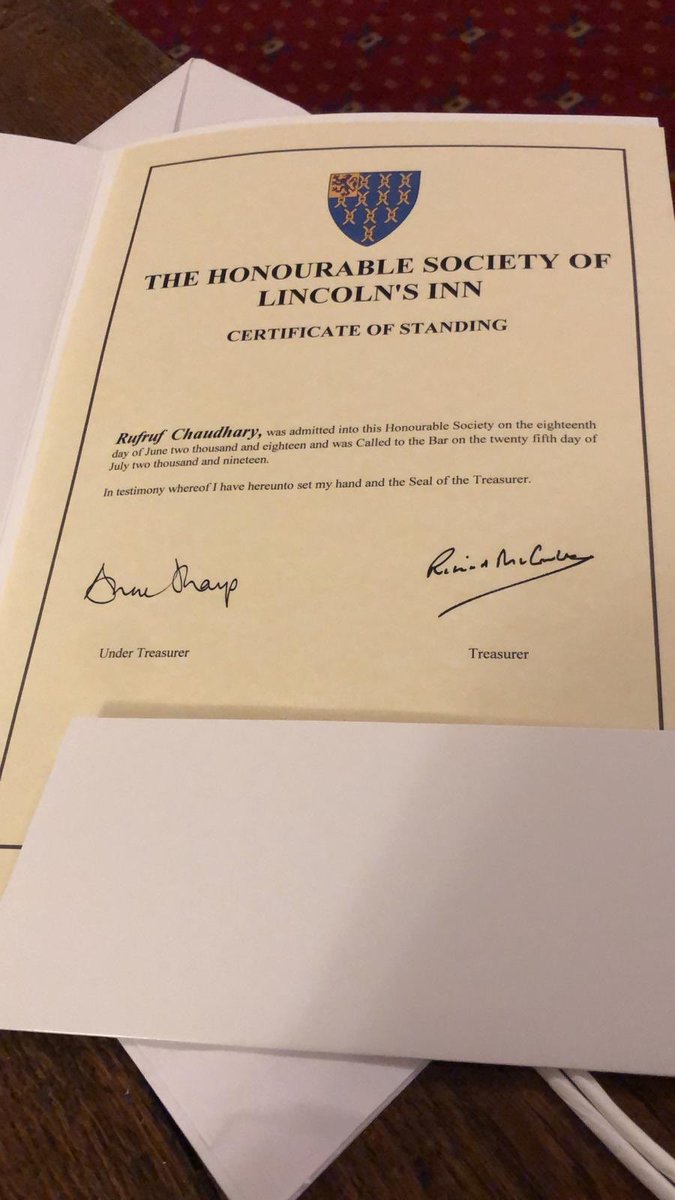 THE HONOURABLE SOCIETY OF
LINCOLN'S INN
CERTIFICATE OF STANDING
Rufruf Chaudhary, was admitted into this Honourable Society on the eighteenth
day of June two thousand and eighteen and was Called to the Bar on the twenty fifth day of
July two thousand and nineteen.
In testimony whereof I have hereunto set my hand and the Seal of the Treasurer.
Under Treasurer
Treasurer